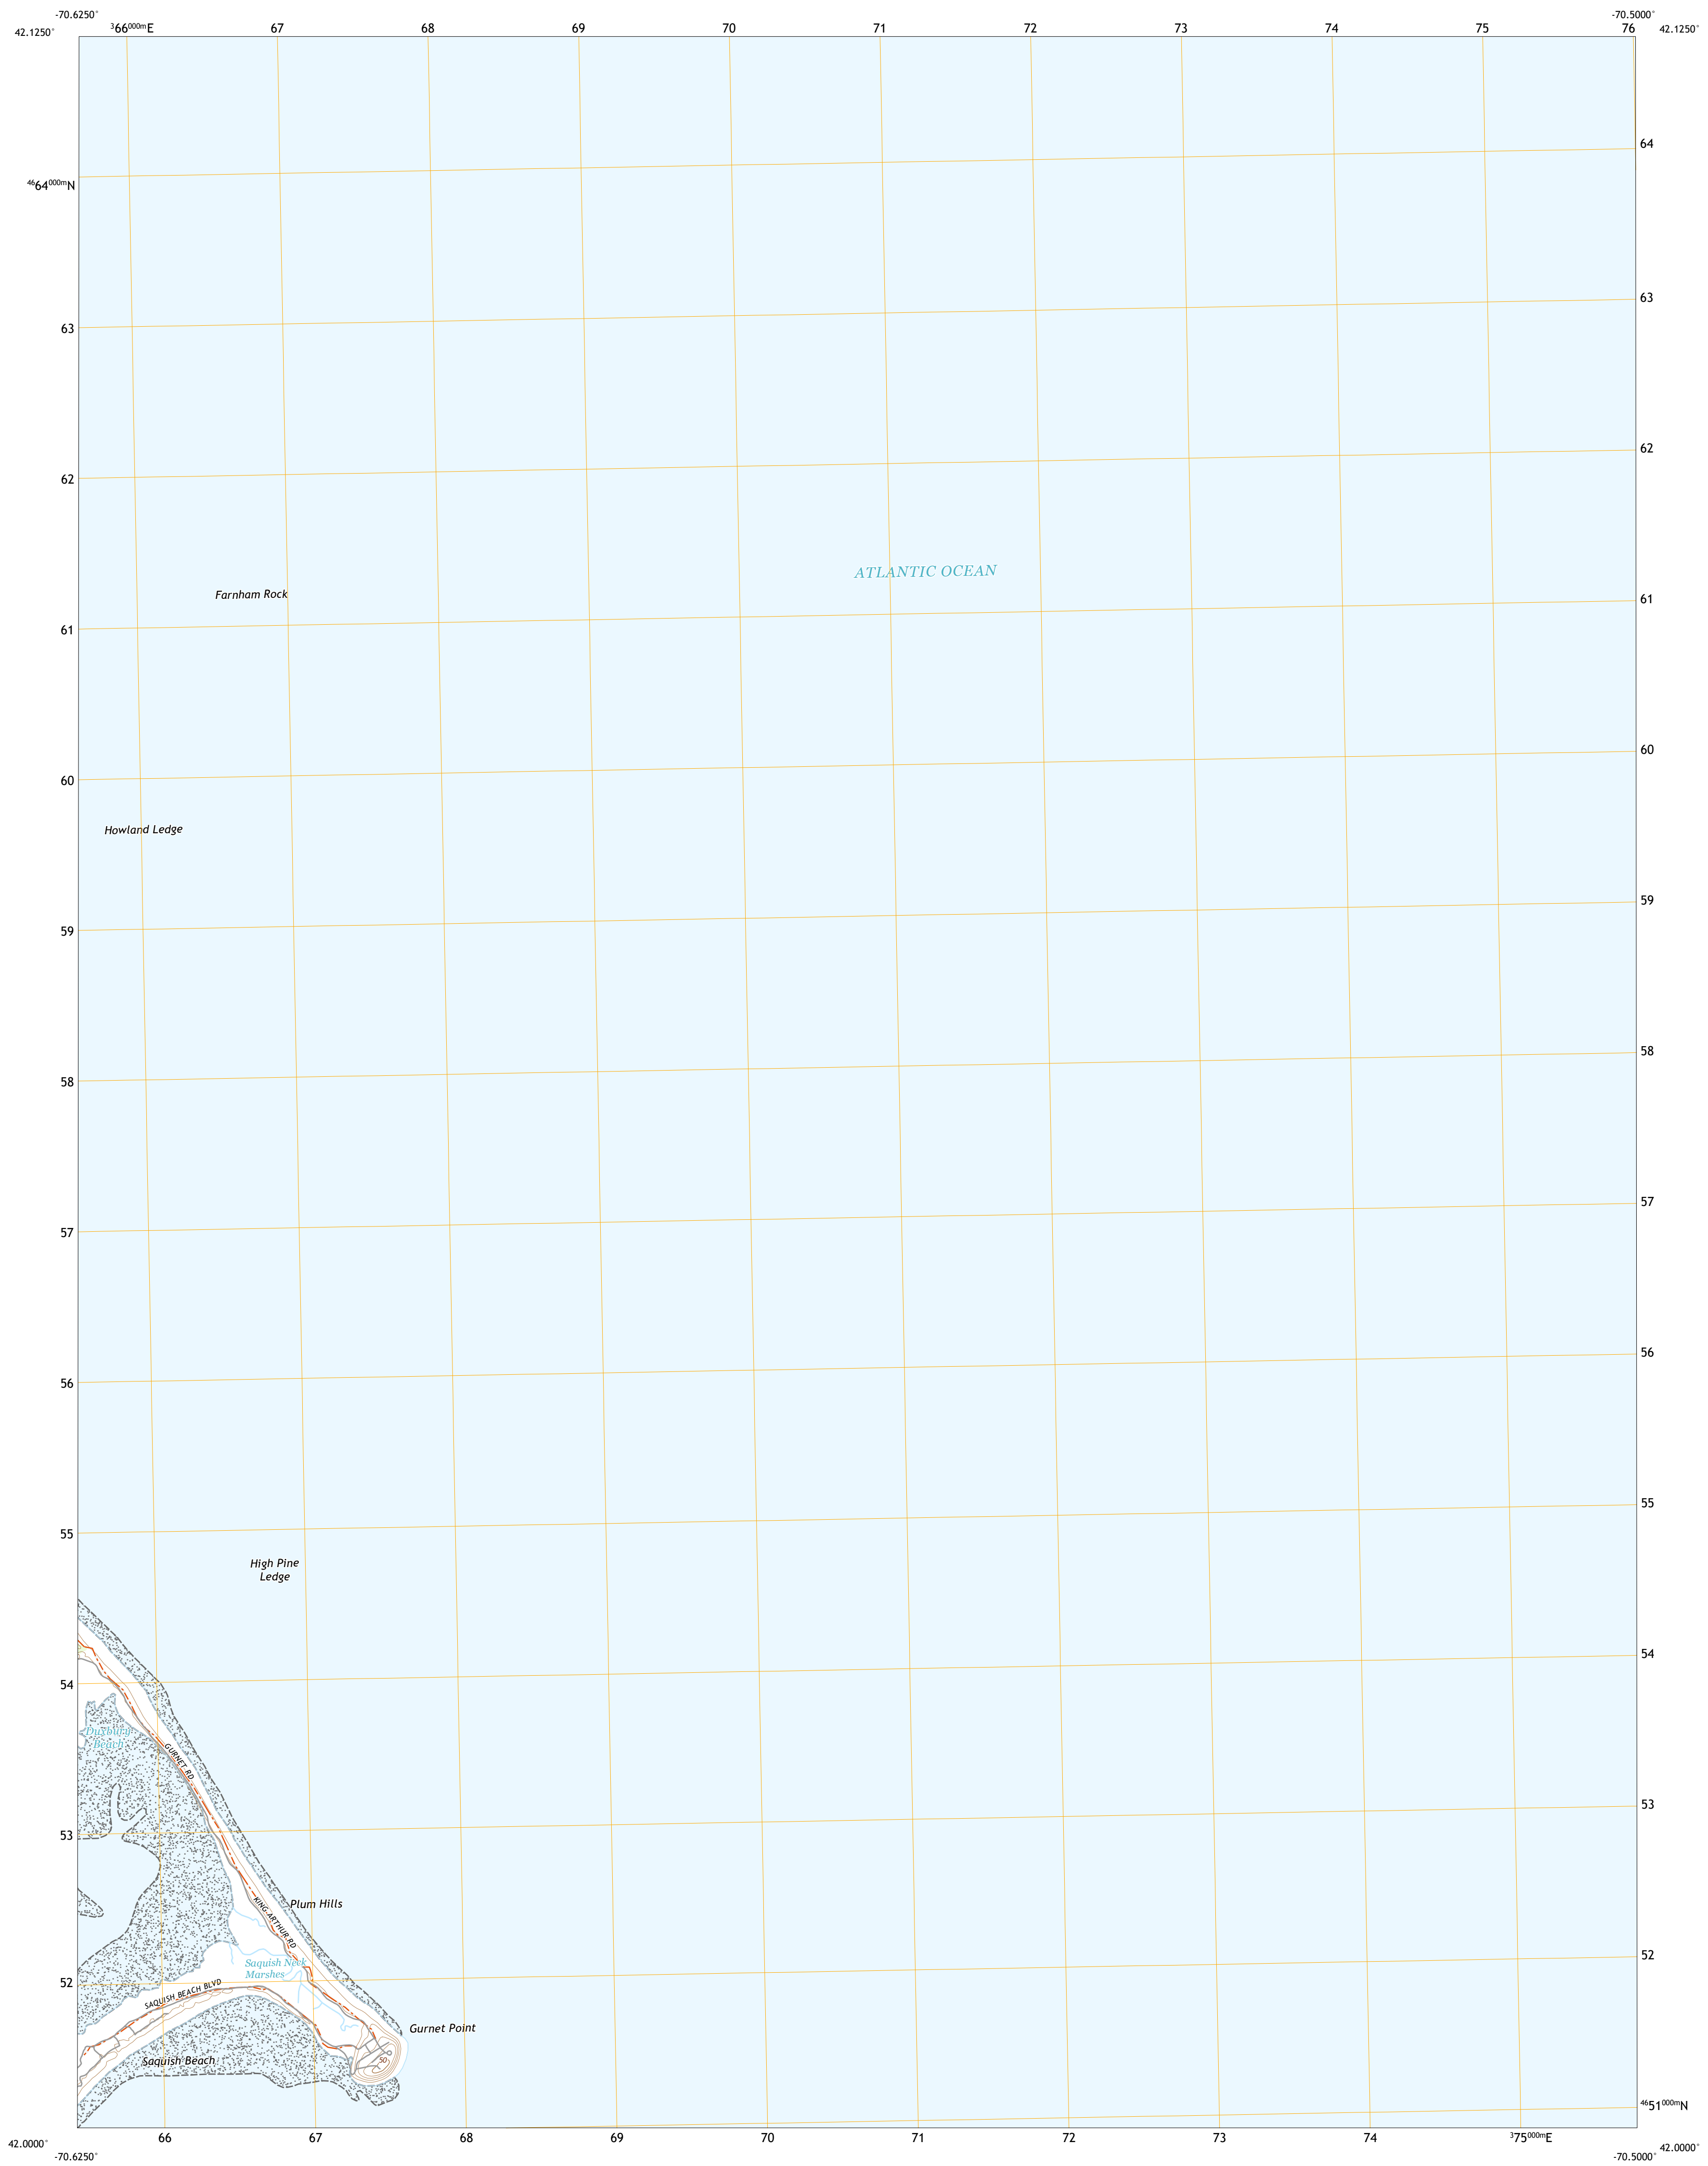 -70.6250°
-70.5000°
42.1250°
366000mE 67 68 69 70 71 72 73 74 75 76
42.1250°
64
4664000mN
63
63
62
62
ATLANTIC OCEAN
Farnham Rock
61
61
60
60
Howland Ledge
59
59
58
58
57
57
56
56
55
55
High Pine
Ledge
54
54
Duxbury
Beach
GURNET RD
53
53
KING ARTHUR RD
Plum Hills
52
Saquish Neck
Marshes
52
SAQUISH BEACH BLVD
Gurnet Point
Saquish Beach
50
4651000mN
42.0000°
66 67 68 69 70 71 72 73 74 375000mE
42.0000°
-70.6250°
-70.5000°